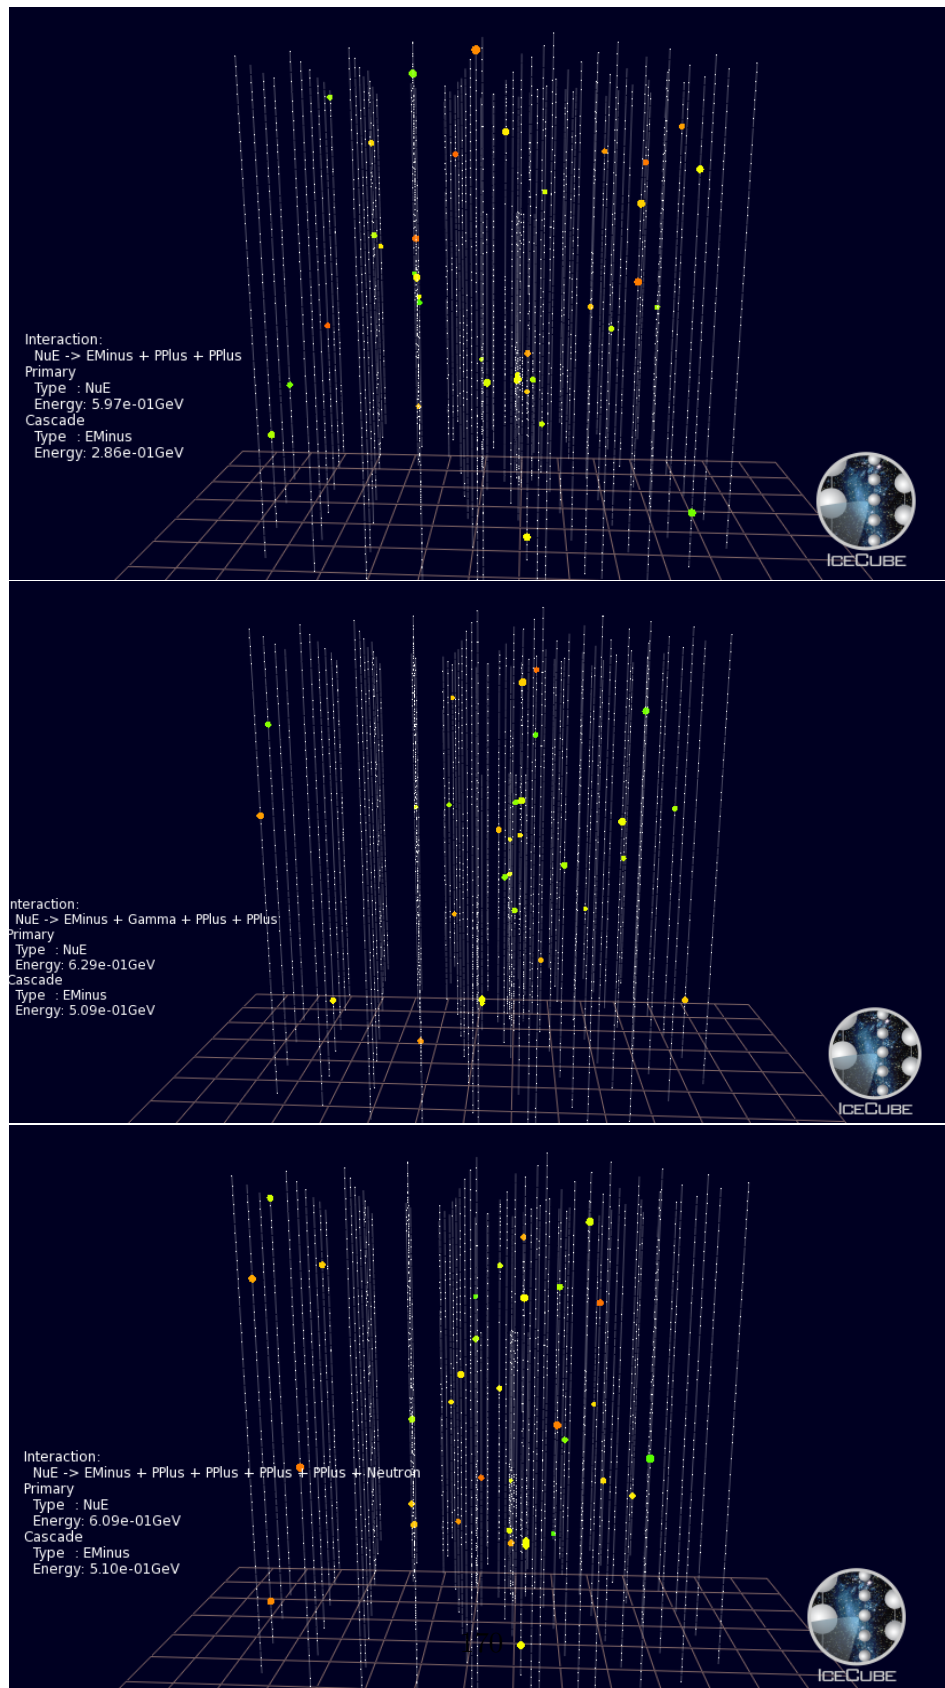 Interaction:
NuE -> EMinus + PPlus + PPlus
Primary
Type : NuE
Energy: 5.97e-01GeV
Cascade
Type : EMinus
Energy: 2.86e-01GeV
ICECUBE
nteraction:
NuE -> EMinus + Gamma + PPlus + PPlus
Primary
Type : NuE
Energy: 6.29e-01GeV
Cascade
Type : EMinus
Energy: 5.09e-01GeV
ICECUBE
Interaction:
NuE -> EMinus + PPlus + PPlus + PPlus + PPlus + Neutron
Primary
Type : NuE
Energy: 6.09e-01GeV
Cascade
Type : EMinus
Energy: 5.10e-01GeV
ICECUBE